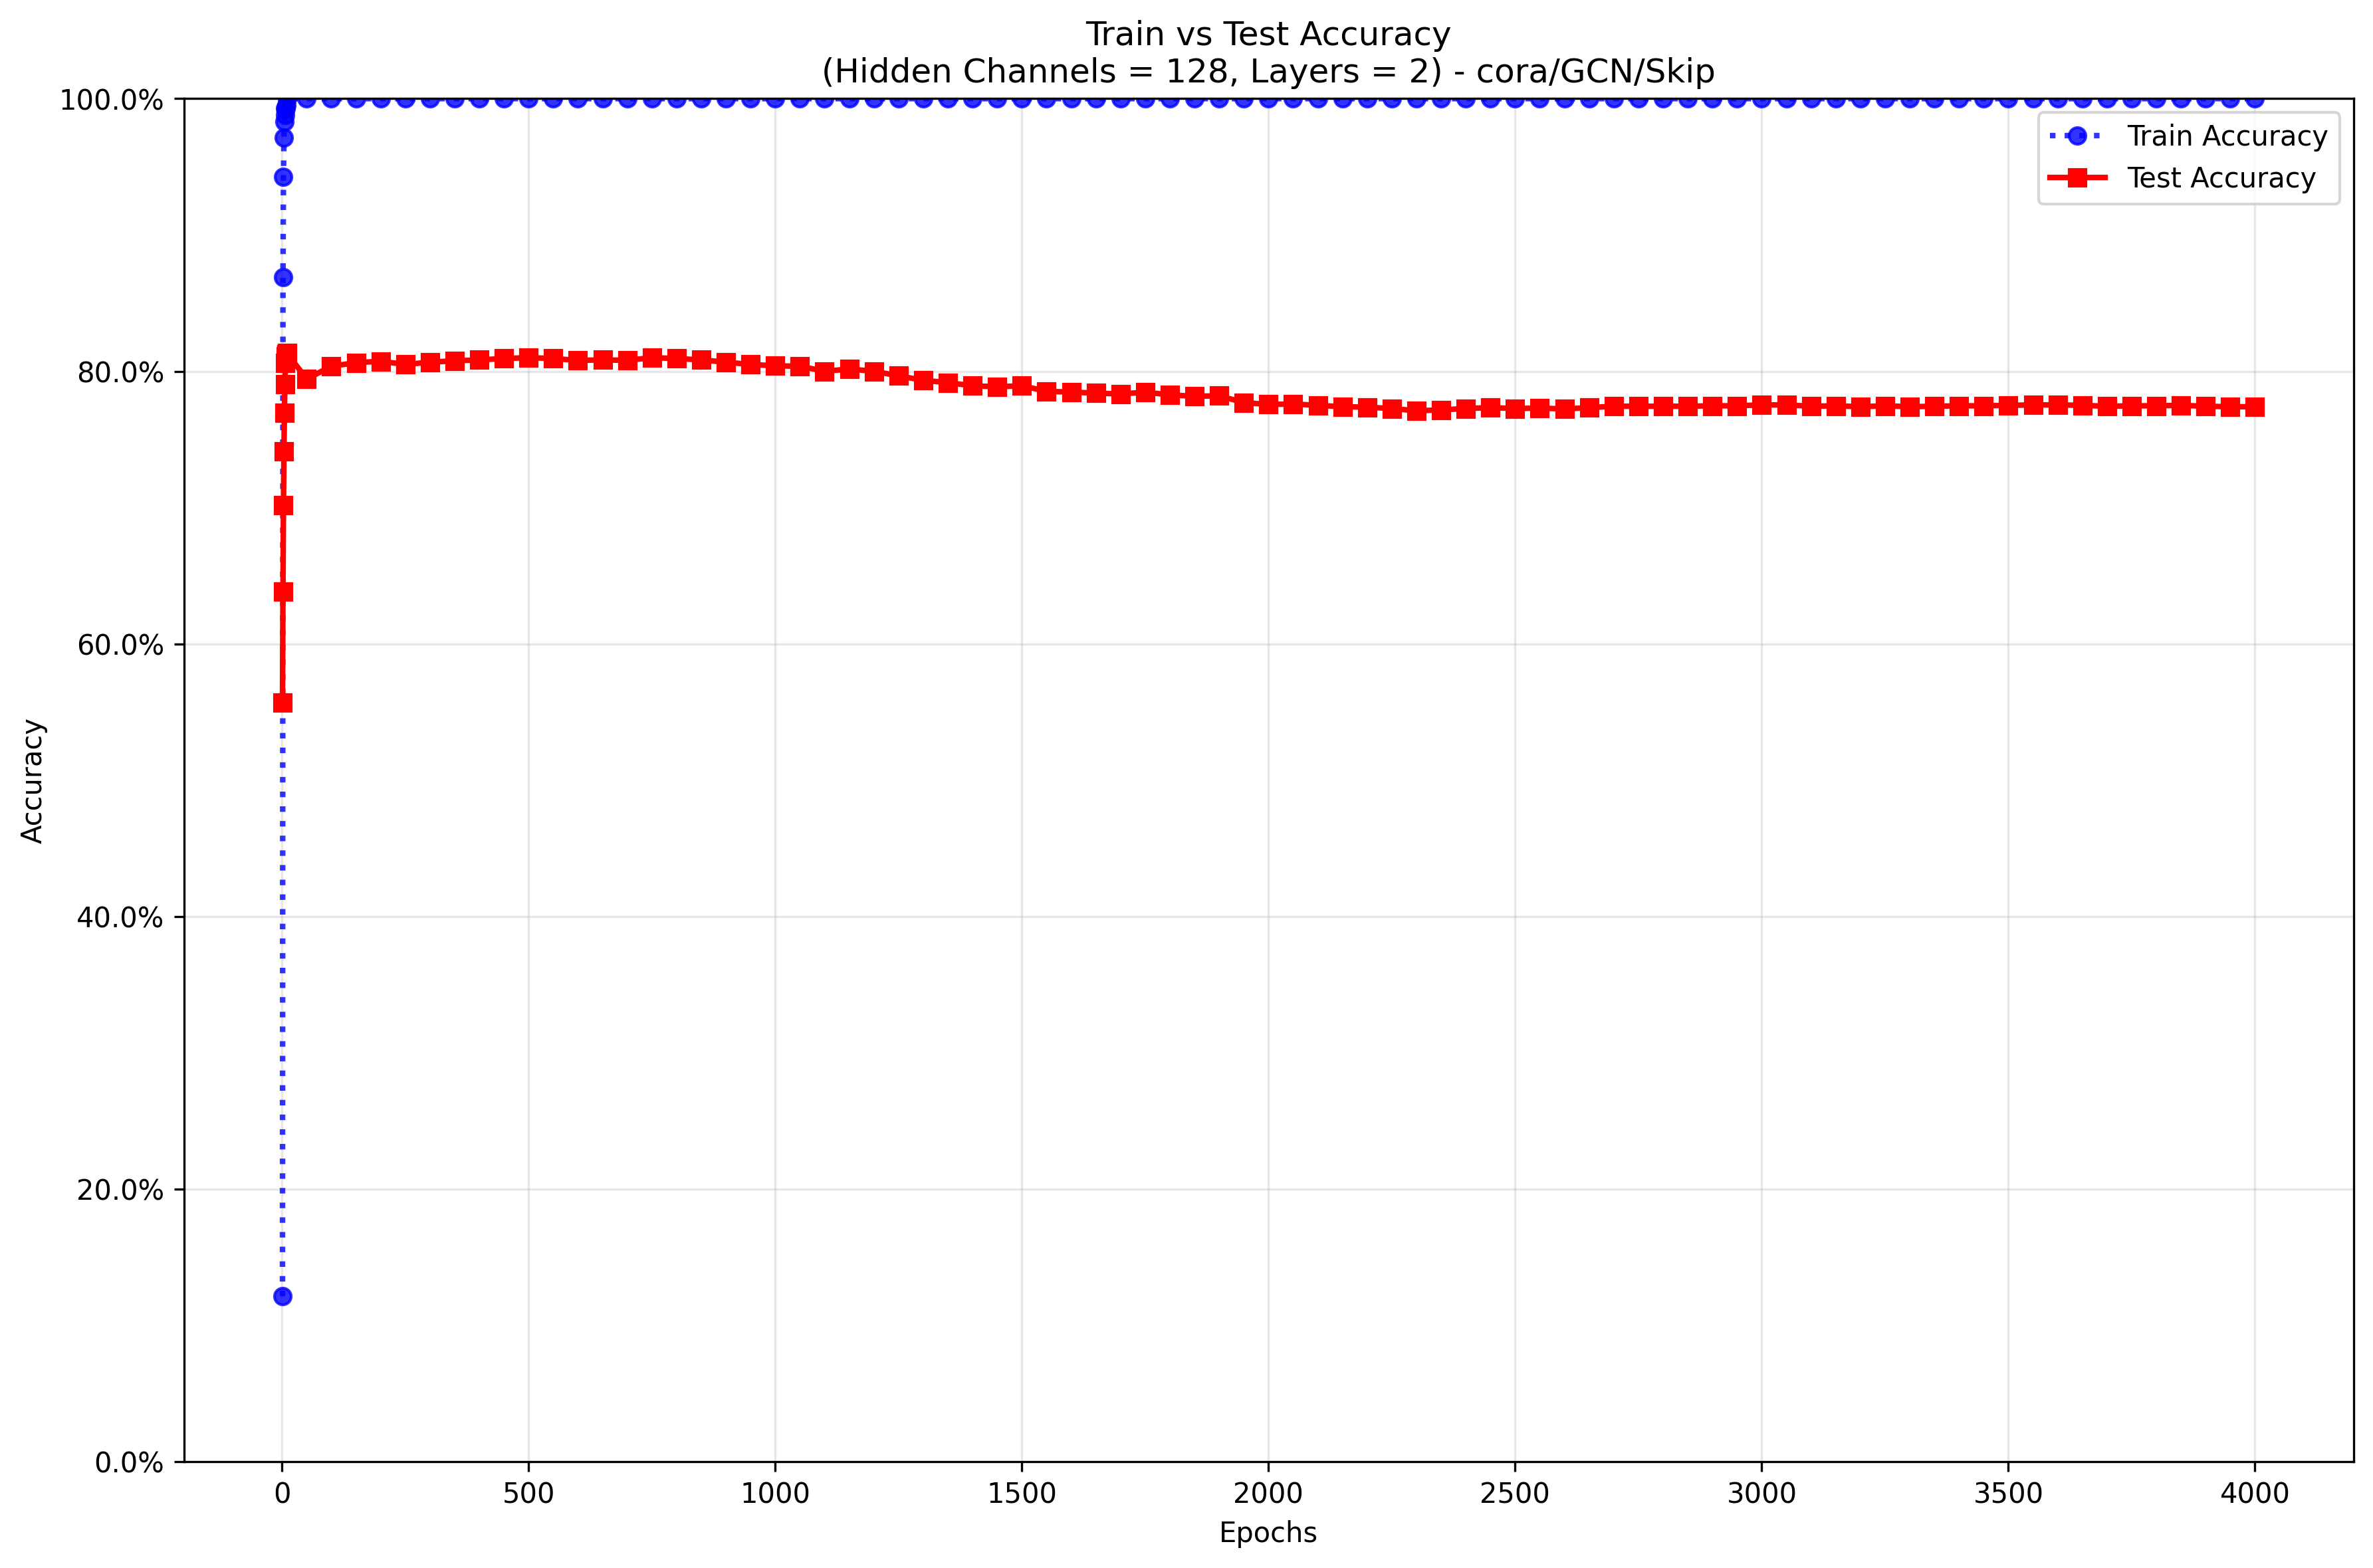 Train vs Test Accuracy
(Hidden Channels = 128, Layers = 2) - cora/GCN/Skip
100.0%
80.0%
60.0%
40.0%
20.0%
0.0%
Accuracy
Train Accuracy
Test Accuracy
0 500 1000 1500 2000 2500 3000 3500 4000
Epochs